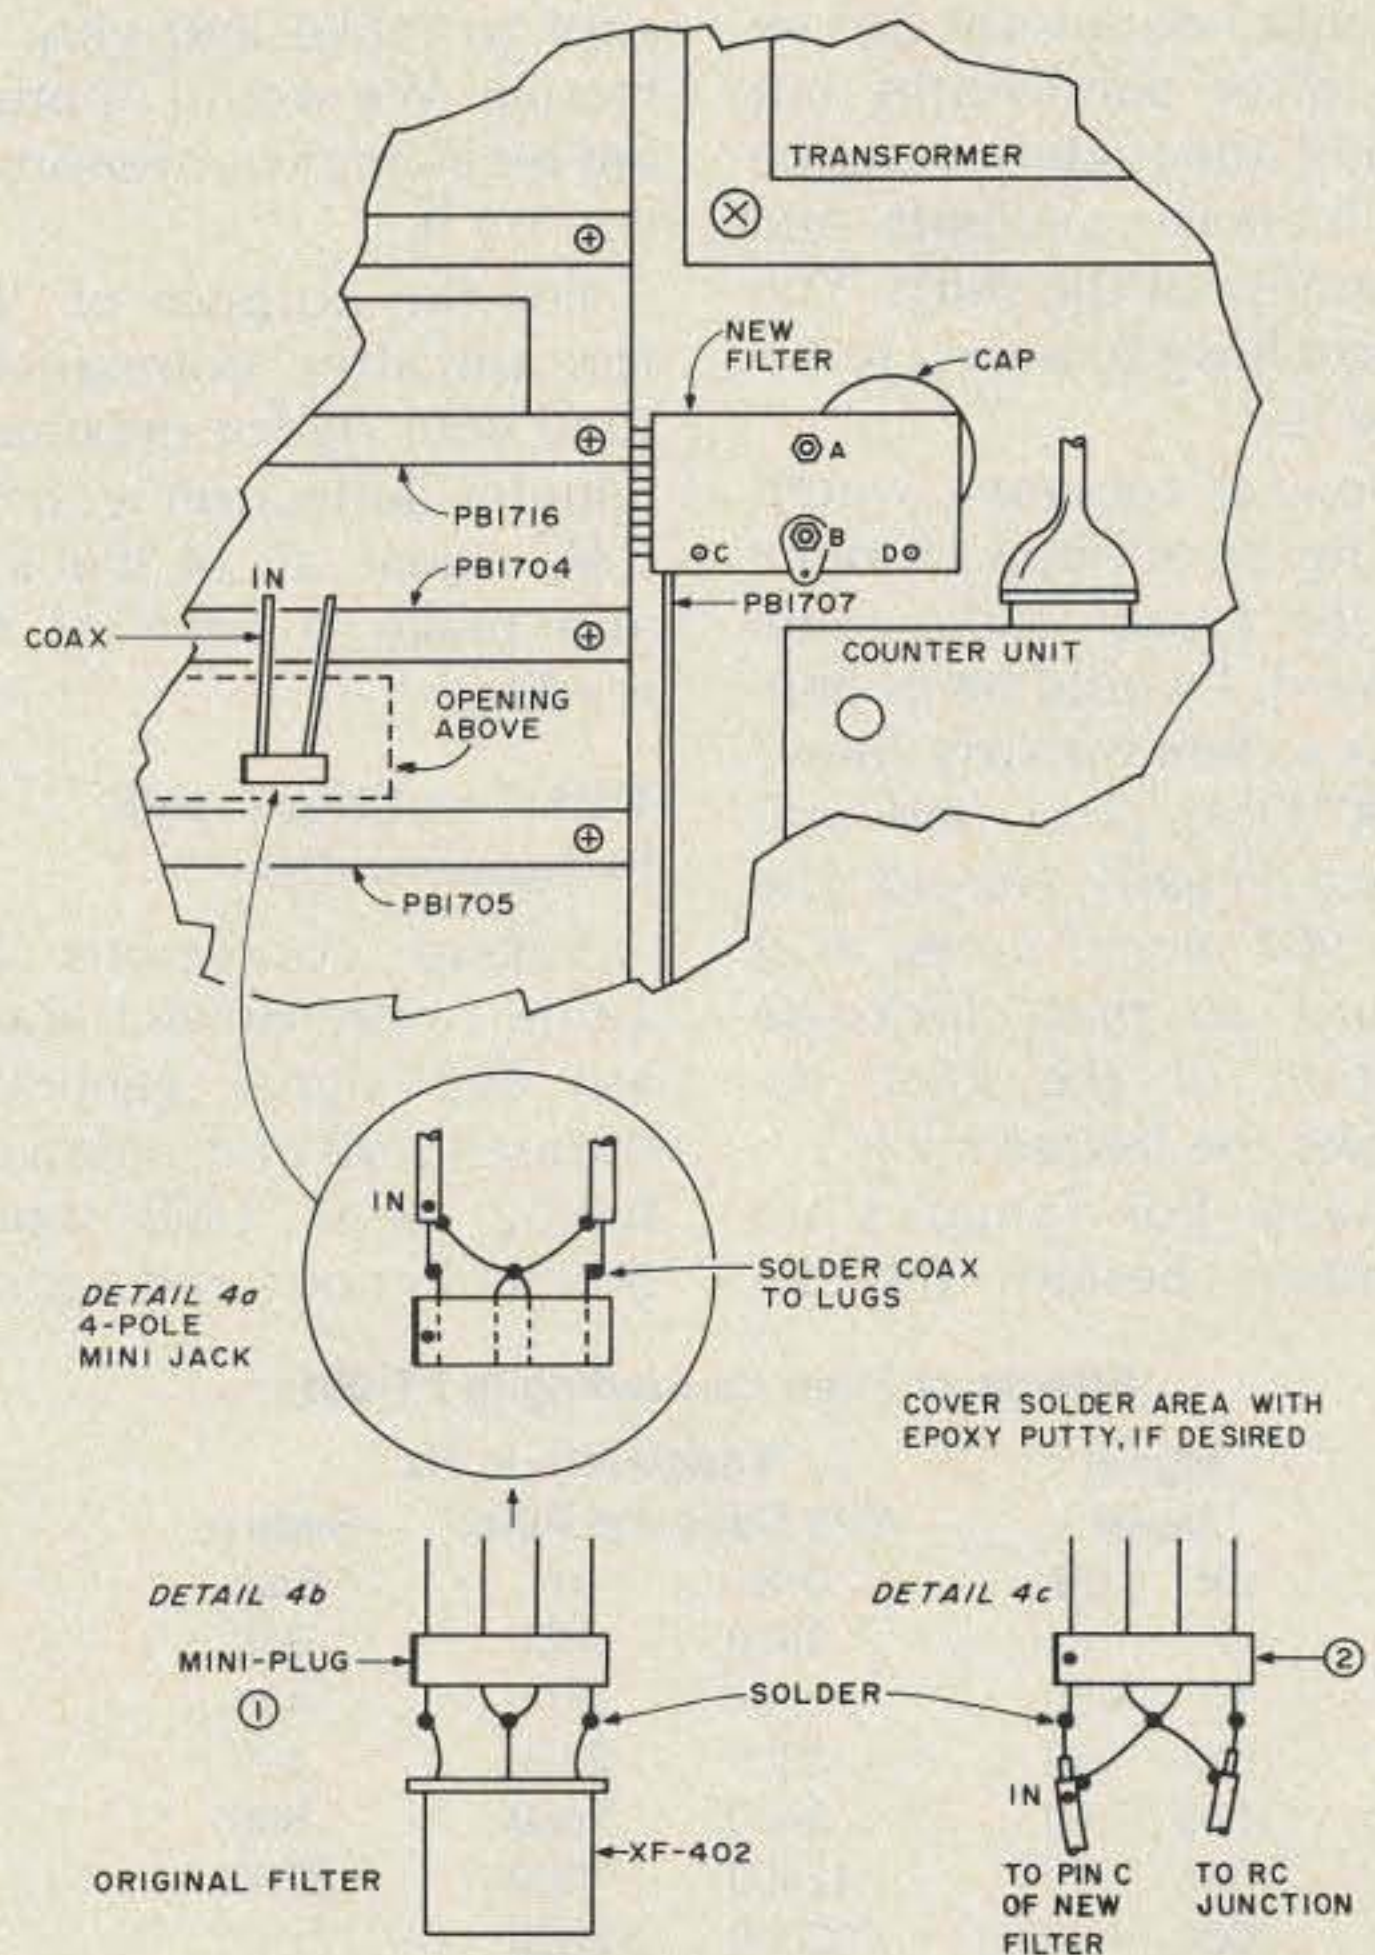 TRANSFORMER
NEW
FILTER
CAP
A
PB1716
B
C
D
IN
PB1704
PB1707
COAX
COUNTER UNIT
OPENING
ABOVE
PB1705
IN
SOLDER COAX
TO LUGS
DETAIL 4a
4-POLE
MINI JACK
COVER SOLDER AREA WITH
EPOXY PUTTY, IF DESIRED
DETAIL 4b
DETAIL 4c
MINI-PLUG
1
2
SOLDER
IN
XF-402
ORIGINAL FILTER
TO PIN C
OF NEW
FILTER
TO RC
JUNCTION